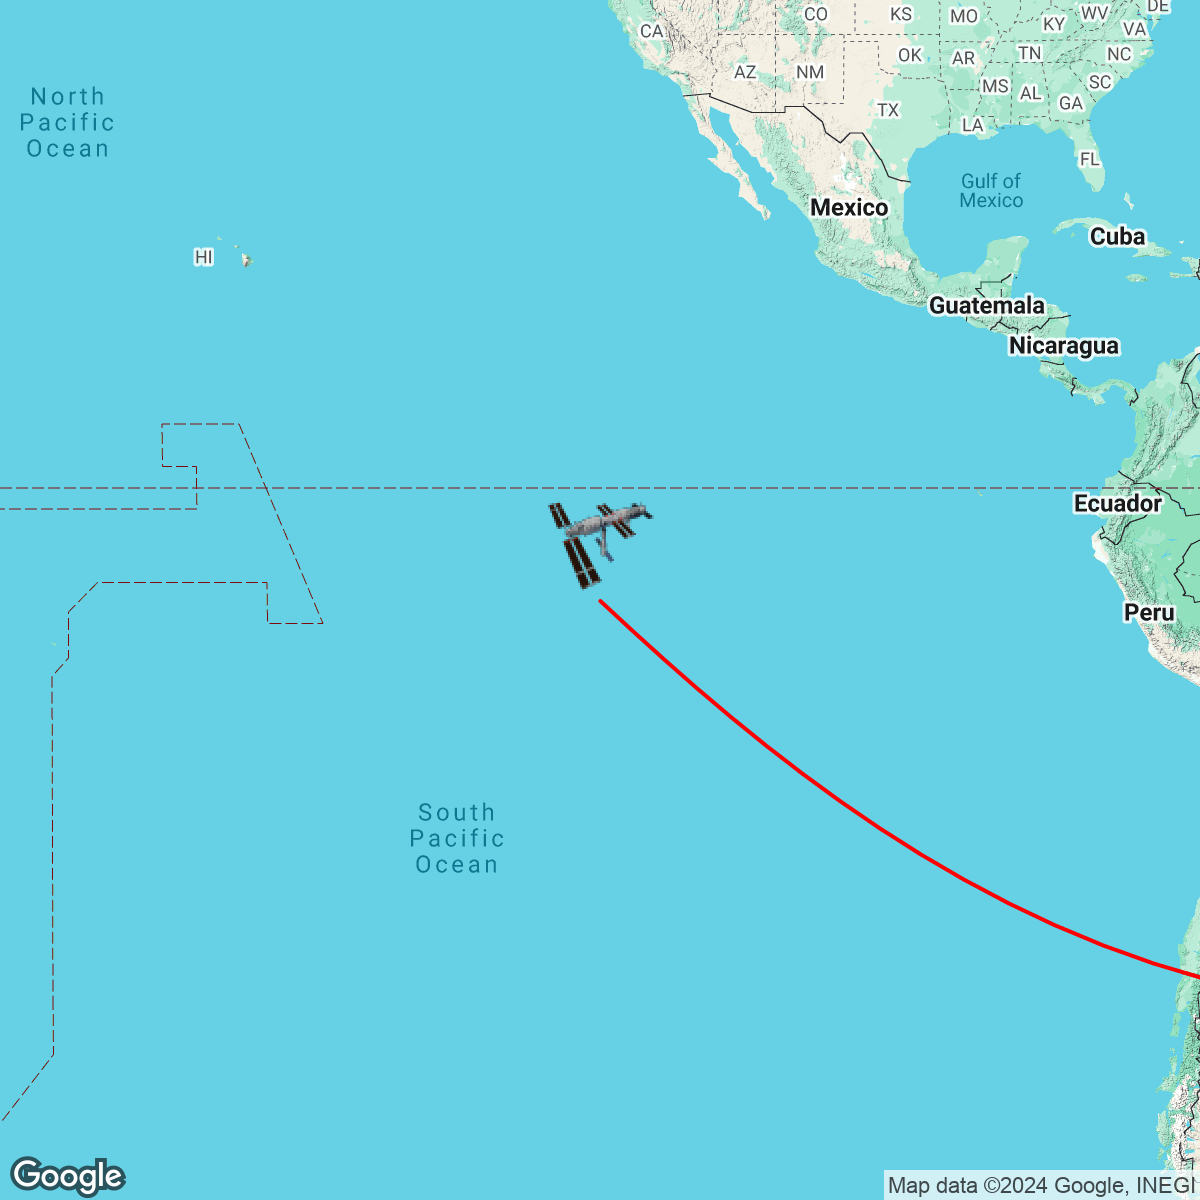 CO
KS
MO
WV
DE
KY
VA
CA
OK
AR
TN
NC
AZ
NM
MS
AL
SC
GA
TX
LA
North
Pacific
Ocean
FL
Gulf of
Mexico
Mexico
Cuba
HI
Guatemala
Nicaragua
Ecuador
Peru
South
Pacific
Ocean
Google
Map data ©2024 Google, INEGI